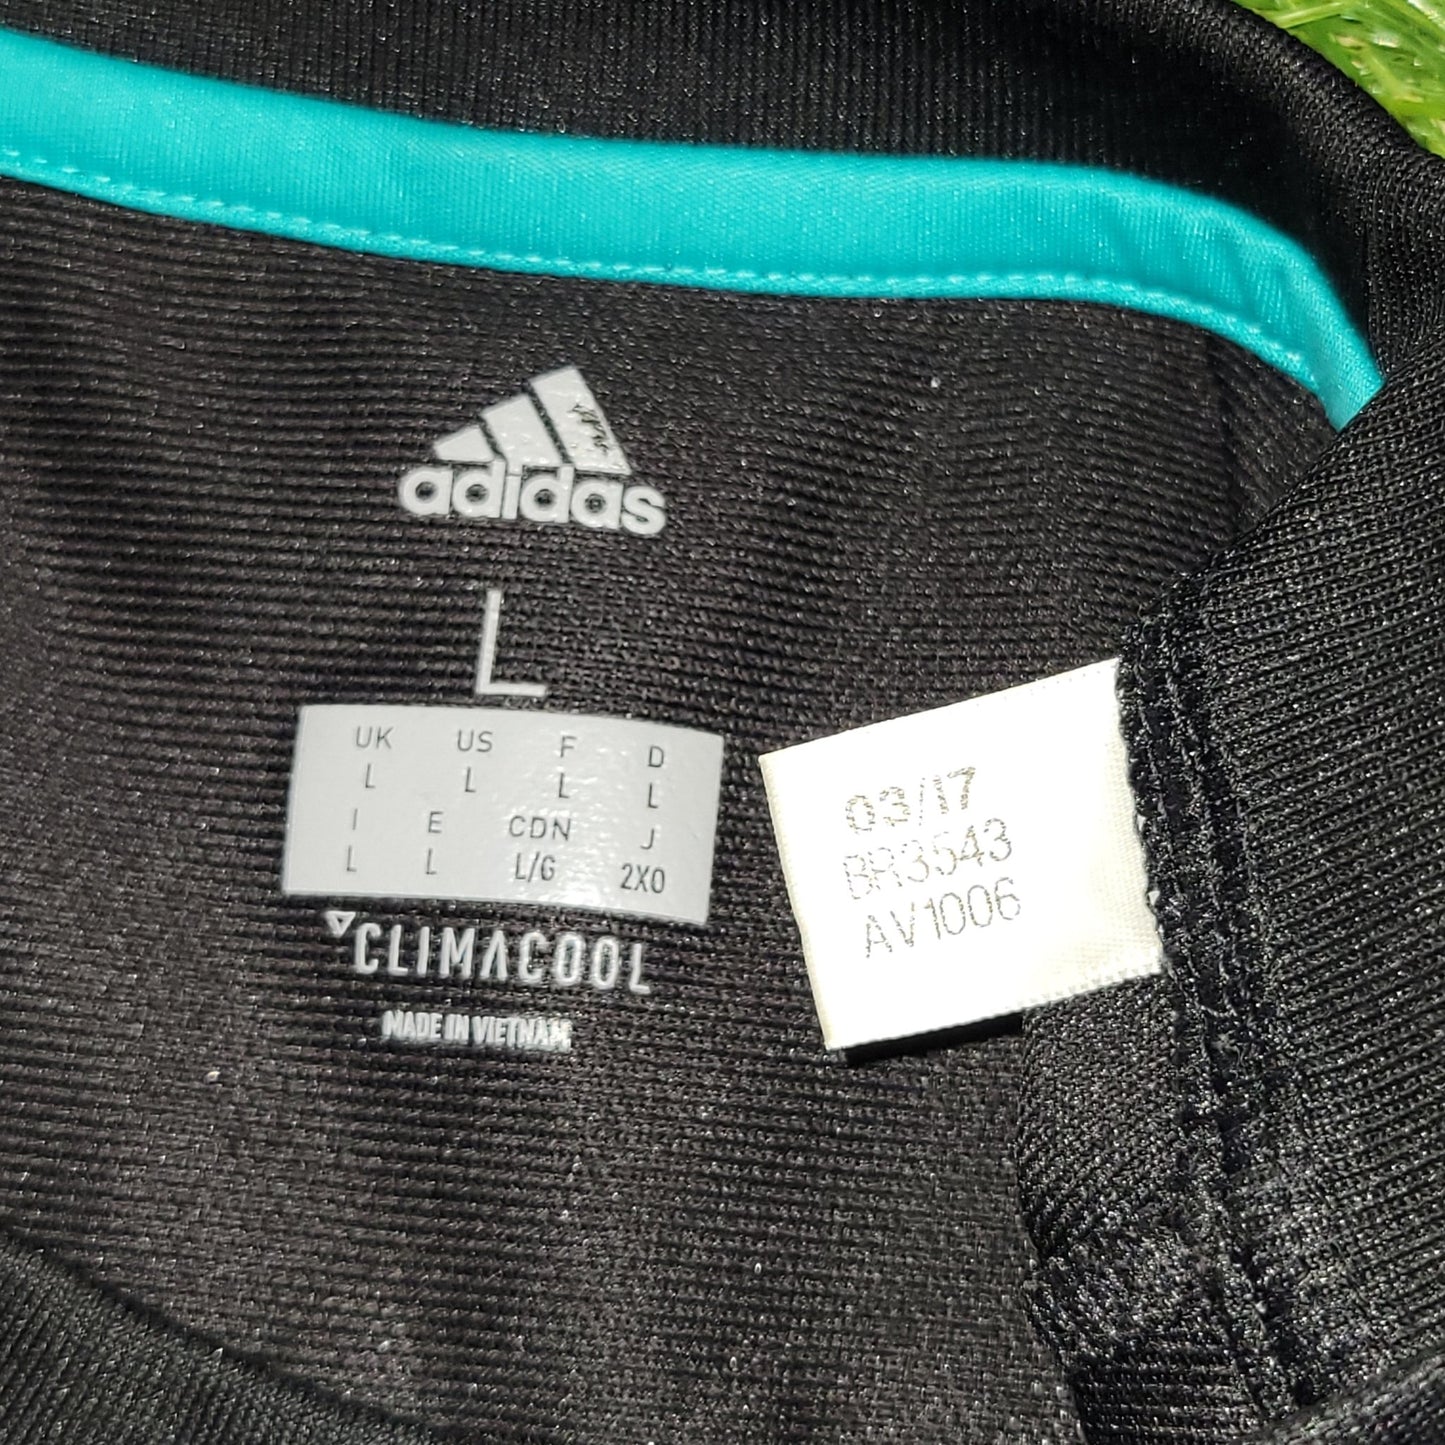 adidas
L
UK US F D
L L L L
I E CDN J
L L L/G 2XO
CLIMACOOL
MADE IN VIETNAM
03/17
BR3543
AV1006